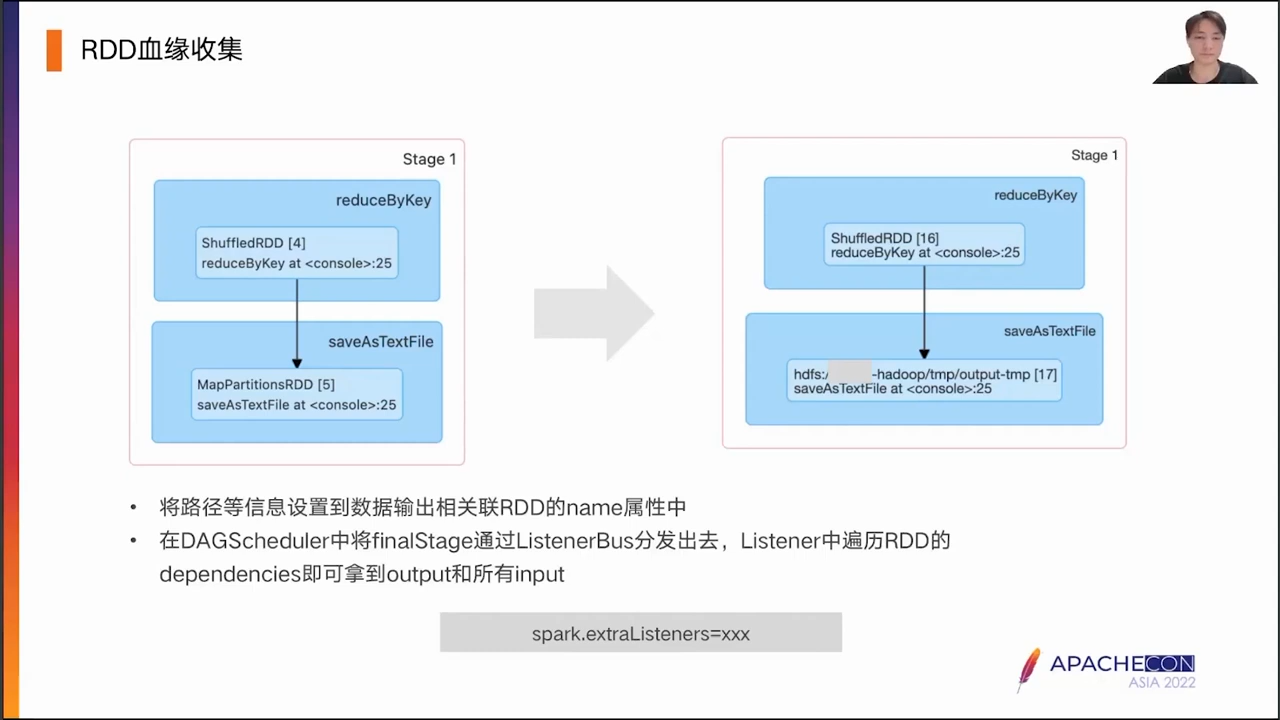 RDD血缘收集
Stage 1
reduceByKey
ShuffledRDD [4]
reduceByKey at <console>:25
saveAsTextFile
MapPartitionsRDD [5]
saveAsTextFile at <console>:25
Stage 1
reduceByKey
ShuffledRDD [16]
reduceByKey at <console>:25
saveAsTextFile
hdfs:/ -hadoop/tmp/output-tmp [17]
saveAsTextFile at <console>:25
• 将路径等信息设置到数据输出相关联RDD的name属性中
• 在DAGScheduler中将finalStage通过ListenerBus分发出去，Listener中遍历RDD的
dependencies即可拿到output和所有input
spark.extraListeners=xxx
APACHECON
ASIA 2022